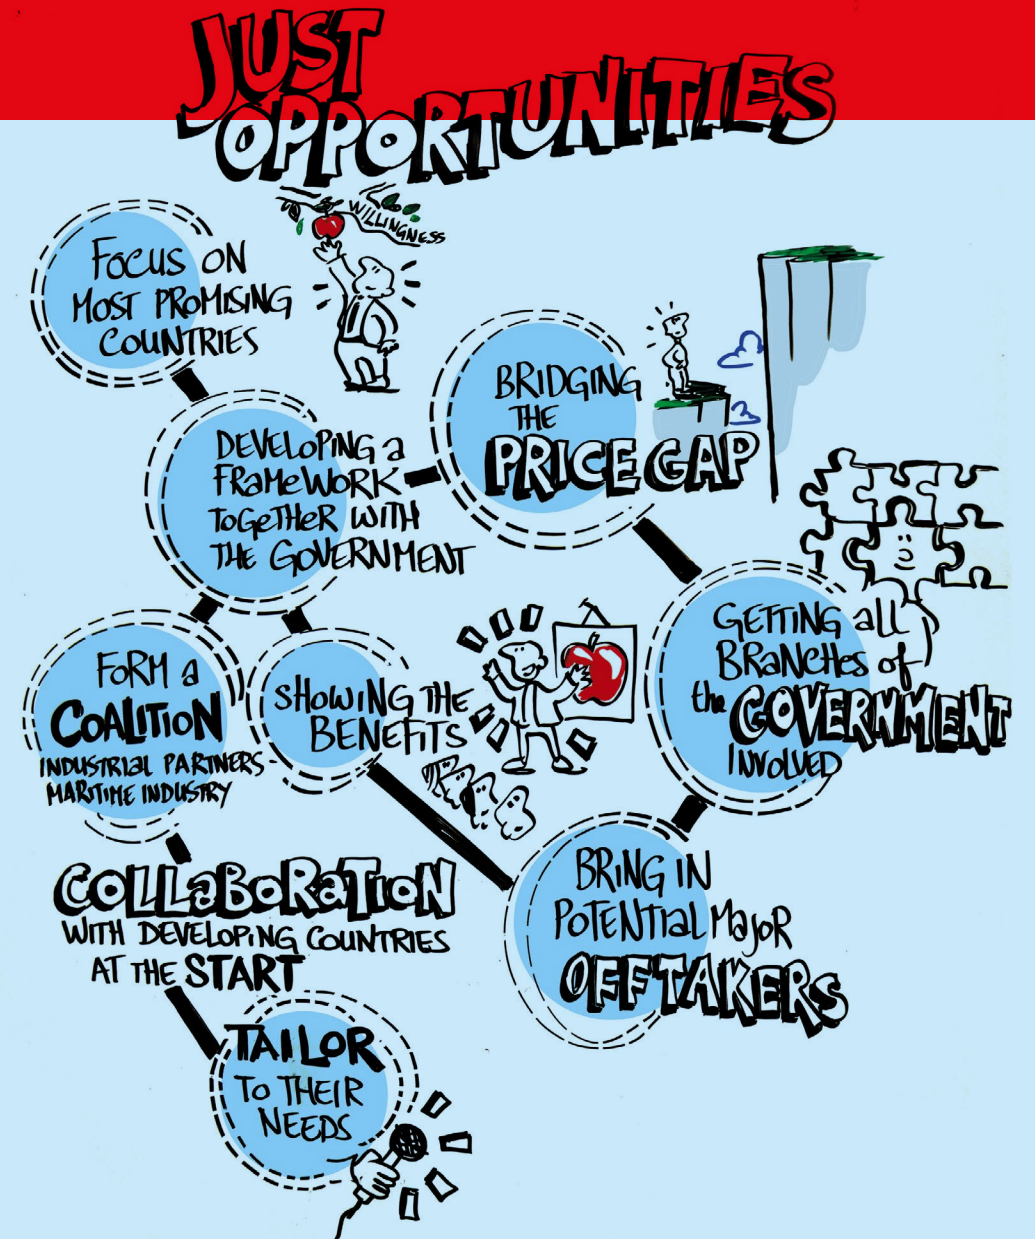 JUST
OPPORTUNITIES
WILLINGNESS
FOCUS ON
MOST PROMISING
COUNTRIES
DEVELOPING a
FRaMeWORK
ToGeTHeR WITH
THE GOVERNMENT
BRIDGING
THE
PRICE GAP
GETTING all
BRaNCHes of
the GOVERNMENT
INVOLVED
FoRM a
COALITION
INDUSTRIaL PARTNERS-
MARITIME INDUSTRY
SHOWING THE
BENEFITS
BRING IN
POTENTIaL MaJoR
OFFTAKERS
COLLaBoRaTIoN
WITH DEVELOPING COUNTRIES
AT THE START
TAILOR
TO THEIR
NEEDS